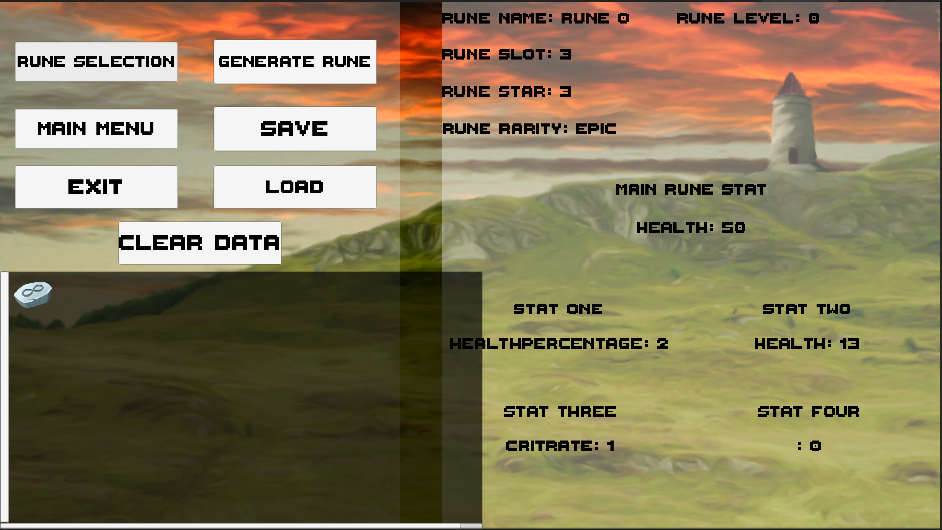 RUNE SELECTION
GENERATE RUNE
MAIN MENU
SAVE
EXIT
LOAD
CLEAR DATA
RUNE NAME: RUNE 0
RUNE LEVEL: 0
RUNE SLOT: 3
RUNE STAR: 3
RUNE RARITY: EPIC
MAIN RUNE STAT
HEALTH: 50
STAT ONE
STAT TWO
HEALTHPERCENTAGE: 2
HEALTH: 13
STAT THREE
STAT FOUR
CRITRATE: 1
: 0